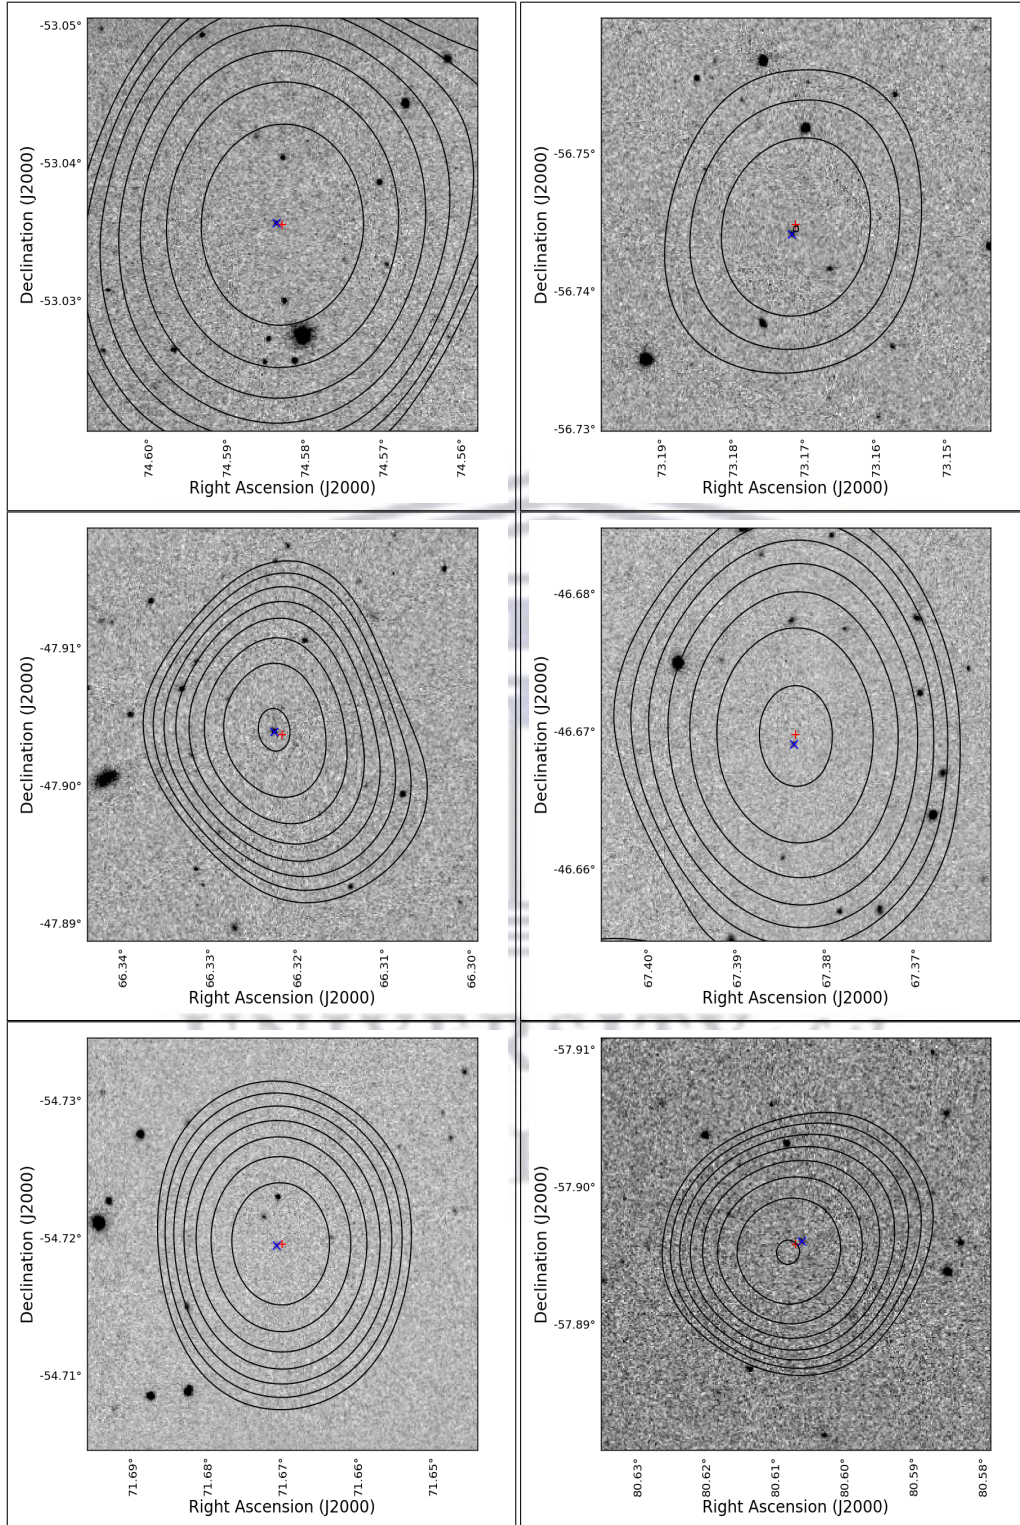 -53.05°
-53.04°
-53.03°
Declination (J2000)
74.60° 74.59° 74.58° 74.57° 74.56°
Right Ascension (J2000)
-56.75°
-56.74°
-56.73°
Declination (J2000)
73.19° 73.18° 73.17° 73.16° 73.15°
Right Ascension (J2000)
-47.91°
-47.90°
-47.89°
Declination (J2000)
66.34° 66.33° 66.32° 66.31° 66.30°
Right Ascension (J2000)
-46.68°
-46.67°
-46.66°
Declination (J2000)
67.40° 67.39° 67.38° 67.37°
Right Ascension (J2000)
-54.73°
-54.72°
-54.71°
Declination (J2000)
71.69° 71.68° 71.67° 71.66° 71.65°
Right Ascension (J2000)
-57.91°
-57.90°
-57.89°
Declination (J2000)
80.63° 80.62° 80.61° 80.60° 80.59° 80.58°
Right Ascension (J2000)